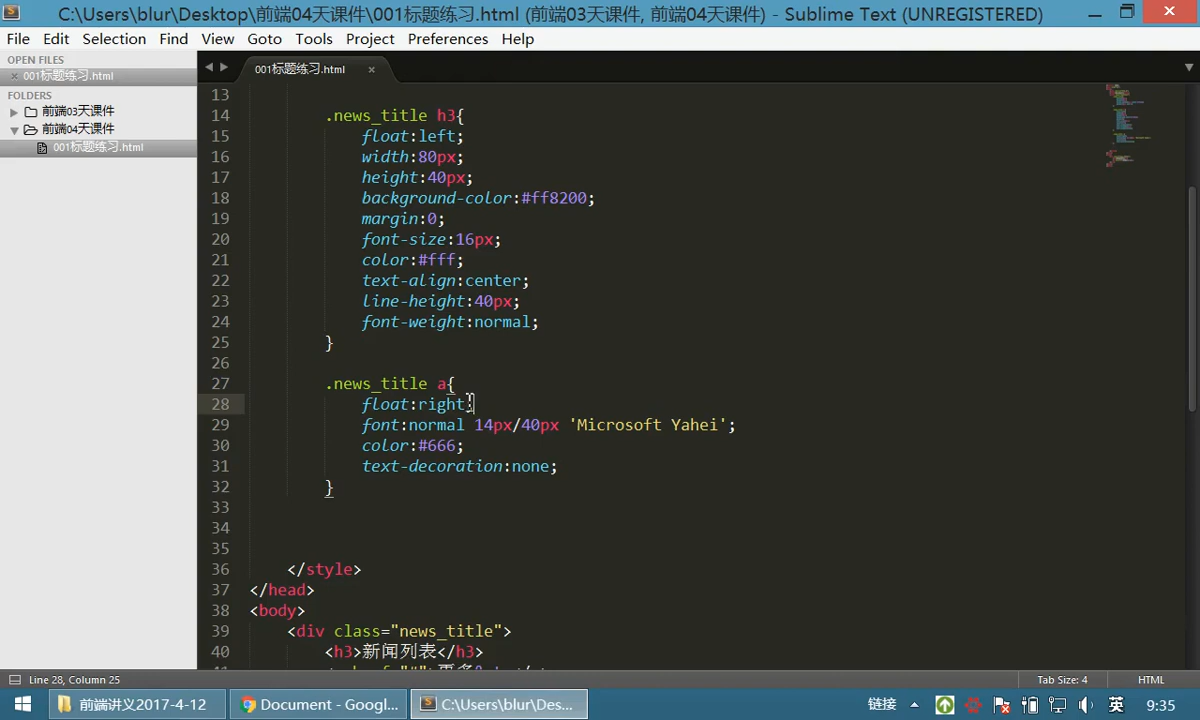 C:\Users\blur\Desktop\前端04天课件\001标题练习.html (前端03天课件, 前端04天课件) - Sublime Text (UNREGISTERED)
File Edit Selection Find View Goto Tools Project Preferences Help
OPEN FILES
001标题练习.html
FOLDERS
前端03天课件
前端04天课件
001标题练习.html
001标题练习.html
13
14 .news_title h3{
15 float:left;
16 width:80px;
17 height:40px;
18 background-color:#ff8200;
19 margin:0;
20 font-size:16px;
21 color:#fff;
22 text-align:center;
23 line-height:40px;
24 font-weight:normal;
25 }
26
27 .news_title a{
28 float:right;
29 font:normal 14px/40px 'Microsoft Yahei';
30 color:#666;
31 text-decoration:none;
32 }
33
34
35
36 </style>
37 </head>
38 <body>
39 <div class="news_title">
40 <h3>新闻列表</h3>
Line 28, Column 25
Tab Size: 4
HTML
前端讲义2017-4-12
Document - Googl...
C:\Users\blur\Des...
链接
英
9:35